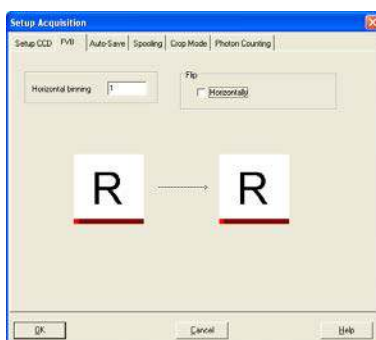 Setup Acquisition
Setup CCD FVB Auto-Save Spooling Crop Mode Photon Counting
Flip
Horizontal binning 1 Horizontally
R R
OK Cancel Help